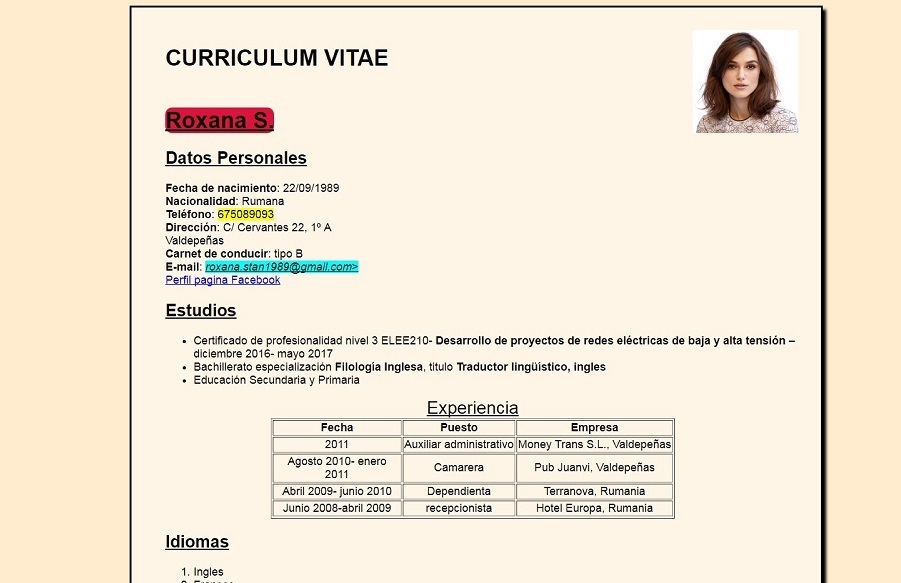 CURRICULUM VITAE
Roxana S.
Datos Personales
Fecha de nacimiento: 22/09/1989
Nacionalidad: Rumana
Teléfono: 675089093
Dirección: C/ Cervantes 22, 1º A
Valdepeñas
Carnet de conducir: tipo B
E-mail: roxana.stan1989@gmail.com>
Perfil pagina Facebook
Estudios
Certificado de profesionalidad nivel 3 ELEE210- Desarrollo de proyectos de redes eléctricas de baja y alta tensión –
diciembre 2016- mayo 2017
Bachillerato especialización Filología Inglesa, titulo Traductor lingüístico, ingles
Educación Secundaria y Primaria
Experiencia
Fecha Puesto Empresa
2011 Auxiliar administrativo Money Trans S.L., Valdepeñas
Agosto 2010- enero
2011 Camarera Pub Juanvi, Valdepeñas
Abril 2009- junio 2010 Dependienta Terranova, Rumania
Junio 2008-abril 2009 recepcionista Hotel Europa, Rumania
Idiomas
1. Ingles